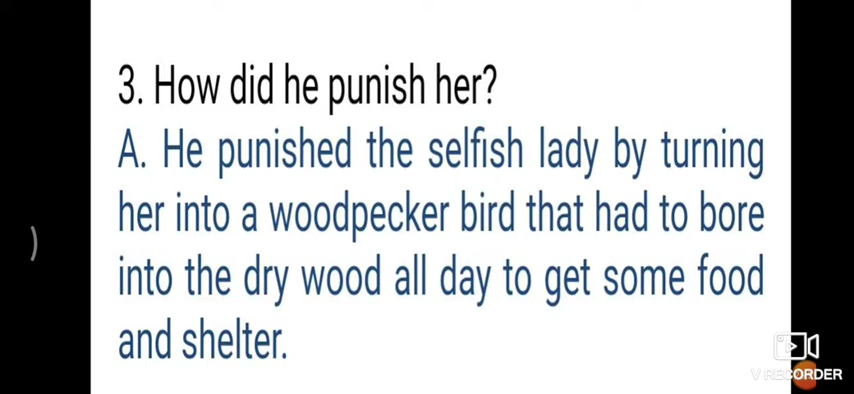 3. How did he punish her?
A. He punished the selfish lady by turning
her into a woodpecker bird that had to bore
into the dry wood all day to get some food
and shelter.
V RECORDER